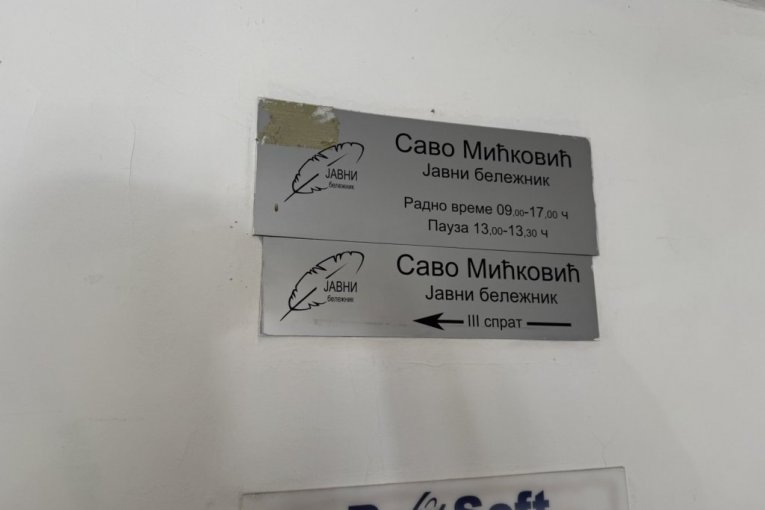 Саво Мићковић
Јавни бележник
ЈАВНИ
бележник
Радно време 09,00-17,00 ч
Пауза 13,00-13,30 ч
Саво Мићковић
Јавни бележник
ЈАВНИ
бележник
III спрат
Soft